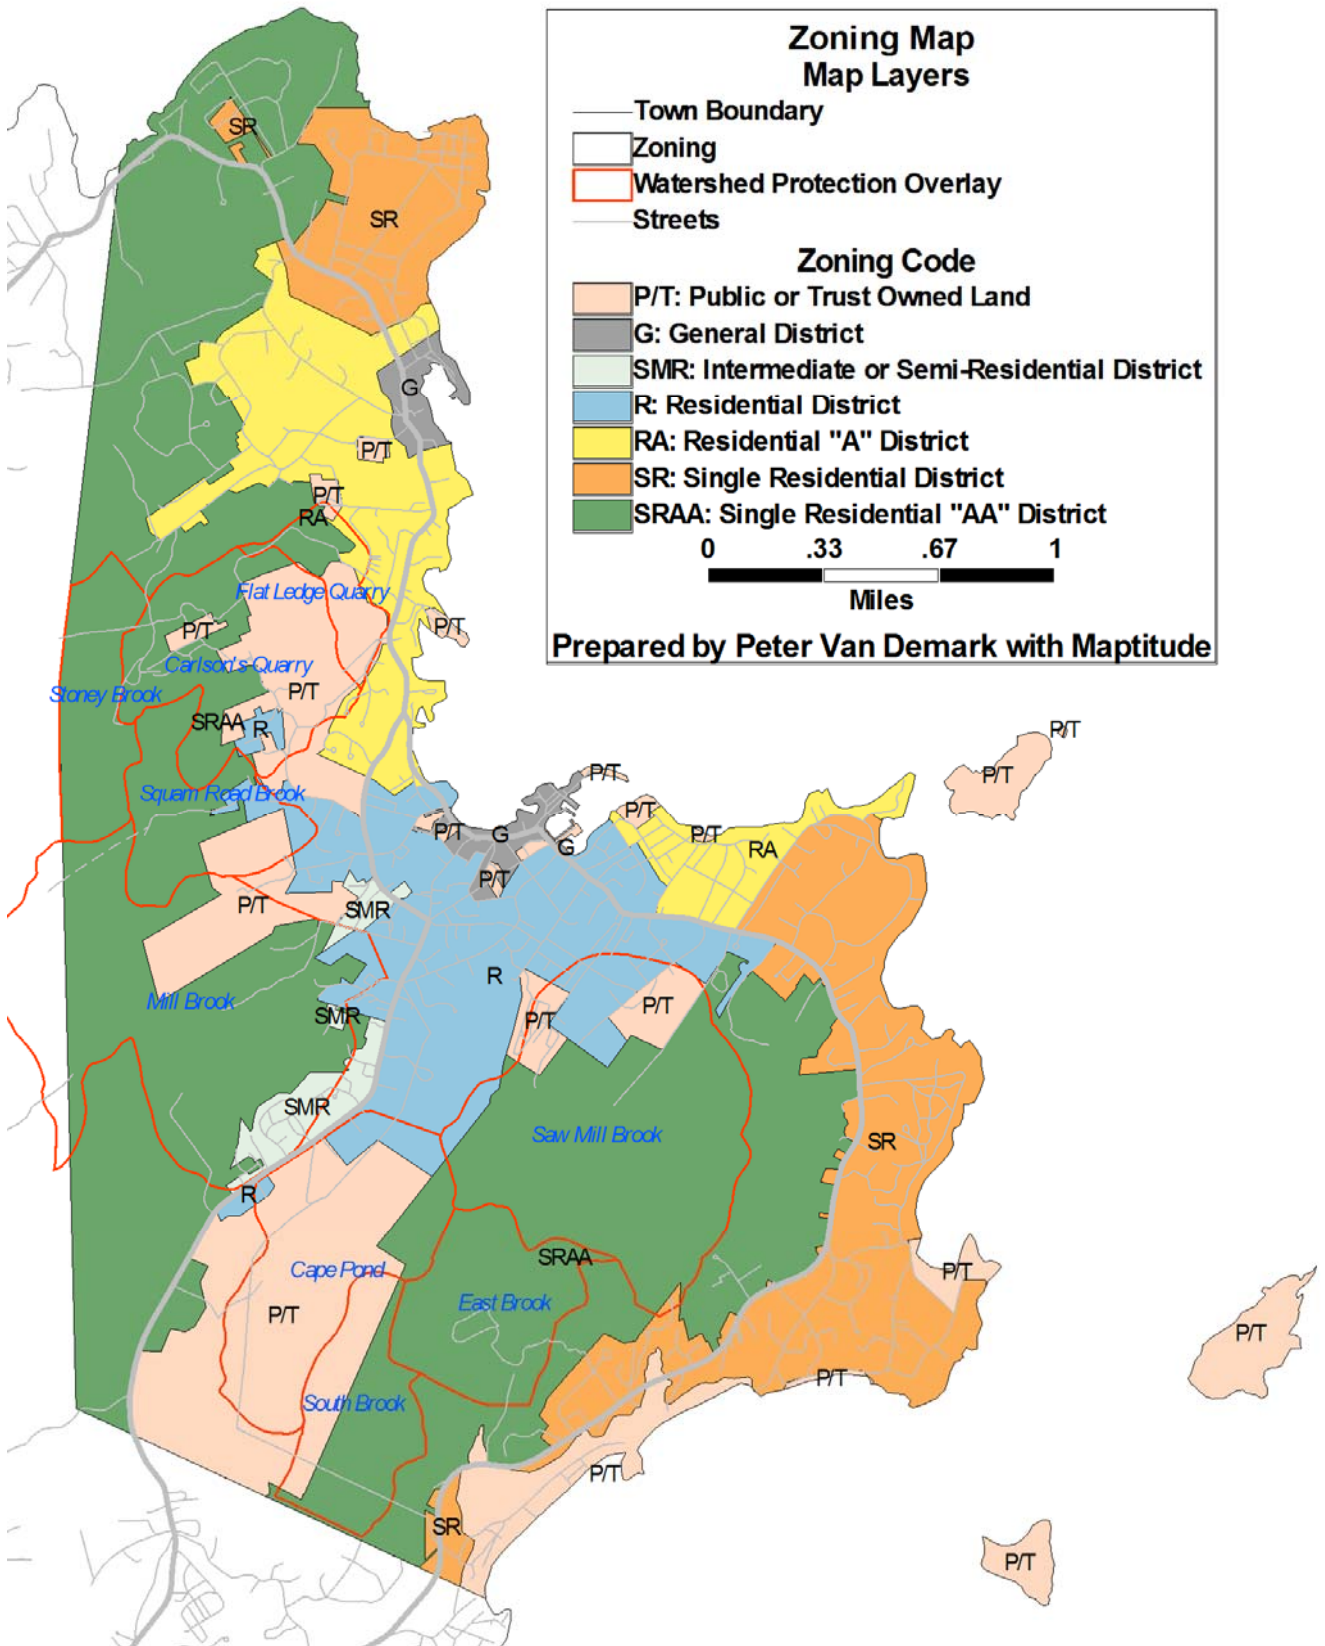 Zoning Map
Map Layers
Town Boundary
Zoning
Watershed Protection Overlay
Streets
Zoning Code
P/T: Public or Trust Owned Land
G: General District
SMR: Intermediate or Semi-Residential District
R: Residential District
RA: Residential "A" District
SR: Single Residential District
SRAA: Single Residential "AA" District
0 .33 .67 1
Miles
Prepared by Peter Van Demark with Maptitude
SR
SR
G
P/T
P/T
RA
Flat Ledge Quarry
P/T
P/T
Carlson's Quarry
P/T
Stoney Brook
SRAA
R
P/T
P/T
P/T
Squam Road Brook
P/T
P/T
G
P/T
G
RA
P/T
P/T
SMR
R
Mill Brook
P/T
SMR
P/T
SMR
Saw Mill Brook
SR
R
SRAA
Cape Pond
P/T
East Brook
P/T
P/T
P/T
South Brook
P/T
SR
P/T